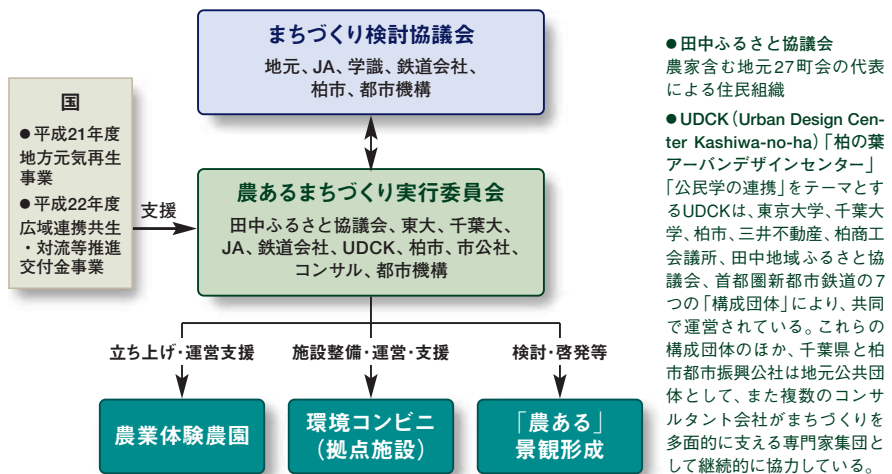 まちづくり検討協議会
地元、JA、学識、鉄道会社、
柏市、都市機構
国
●平成21年度
地方元気再生
事業
●平成22年度
広域連携共生
・対流等推進
交付金事業
支援
農あるまちづくり実行委員会
田中ふるさと協議会、東大、千葉大、
JA、鉄道会社、UDCK、柏市、市公社、
コンサル、都市機構
立ち上げ・運営支援
施設整備・運営・支援
検討・啓発等
農業体験農園
環境コンビニ
（拠点施設）
「農ある」
景観形成
●田中ふるさと協議会
農家含む地元27町会の代表
による住民組織
●UDCK（Urban Design Cen-
ter Kashiwa-no-ha）「柏の葉
アーバンデザインセンター」
「公民学の連携」をテーマとす
るUDCKは、東京大学、千葉大
学、柏市、三井不動産、柏商工
会議所、田中地域ふるさと協
議会、首都圏新都市鉄道の7
つの「構成団体」により、共同
で運営されている。これらの
構成団体のほか、千葉県と柏
市都市振興公社は地元公共団
体として、また複数のコンサ
ルタント会社がまちづくりを
多面的に支える専門家集団と
して継続的に協力している。